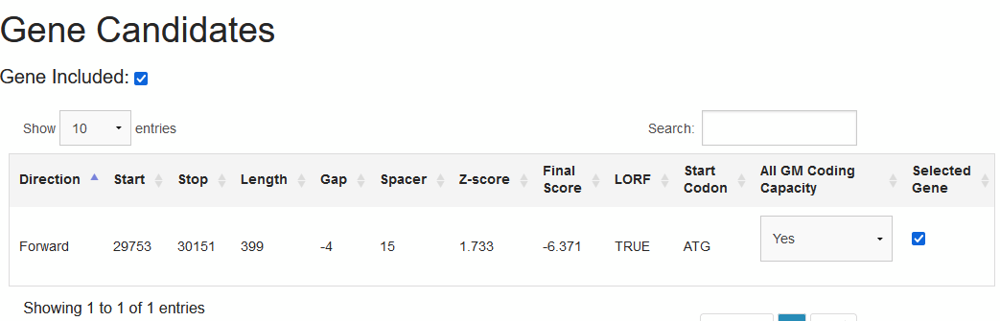 Gene Candidates
Gene Included:
Show 10 entries Search:
Direction Start Stop Length Gap Spacer Z-score Final Score LORF Start Codon All GM Coding Capacity Selected Gene
Forward 29753 30151 399 -4 15 1.733 -6.371 TRUE ATG Yes
Showing 1 to 1 of 1 entries